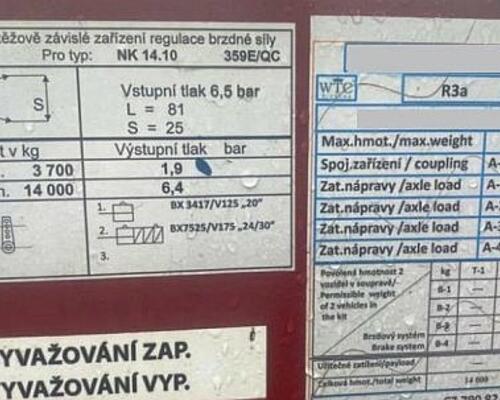 těžově závislé zařízení regulace brzdné síly
Pro typ: NK 14.10 359E/QC
S
Vstupní tlak 6,5 bar
L = 81
S = 25
t v kg Výstupní tlak bar
. 3 700 1,9
n. 14 000 6,4
1. BX 3417/V125 „20"
2. BX7525/V175 „24/30"
3.
YVAŽOVÁNÍ ZAP.
YVAŽOVÁNÍ VYP.
wTe R3a
Max.hmot./max.weight
Spoj.zařízení / coupling A-
Zat.nápravy /axle load A-
Zat.nápravy /axle load A-
Zat.nápravy /axle load A-3
Zat.nápravy /axle load A-4
Povolená hmotnost 2 kg T-1
vozidel v soupravě/ B-1
Permissible weight
of 2 vehicles in B-2
the kit B-3
Brzdový systém
Brake system B-4
Užitečné zatížení/payload
Celková hmot./total weight 14 000